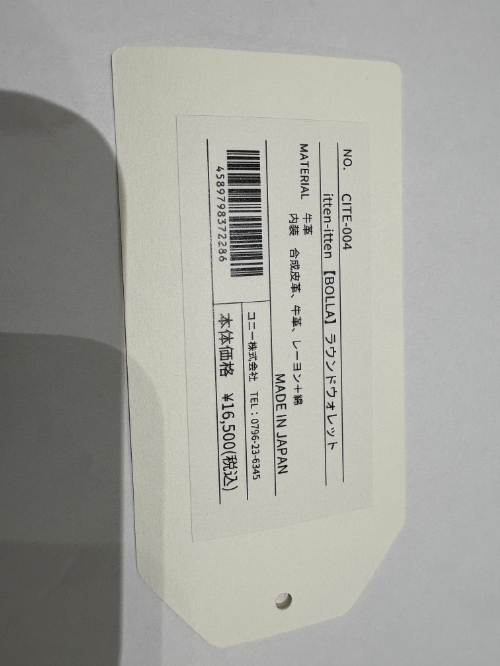 NO. CITE-004
itten-itten 【BOLLA】 ラウンドウォレット
MATERIAL 牛革
内装 合成皮革、牛革、レーヨン+綿
MADE IN JAPAN
4589798372286
コニー株式会社 TEL：0796-23-6345
本体価格 ¥16,500(税込)